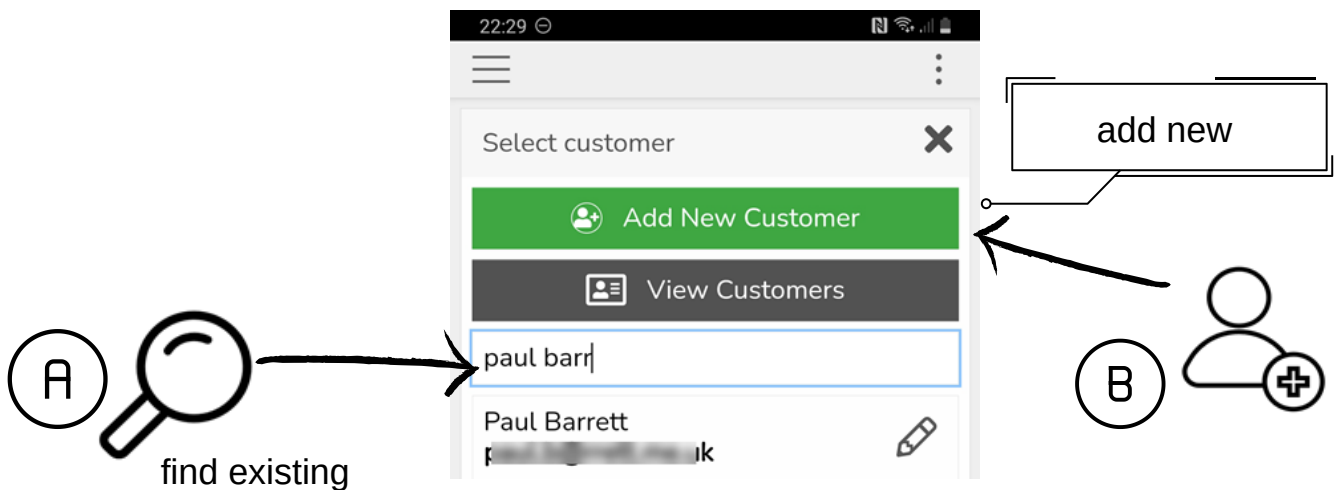 22:29
Select customer
add new
Add New Customer
View Customers
A
paul barr
B
Paul Barrett
find existing